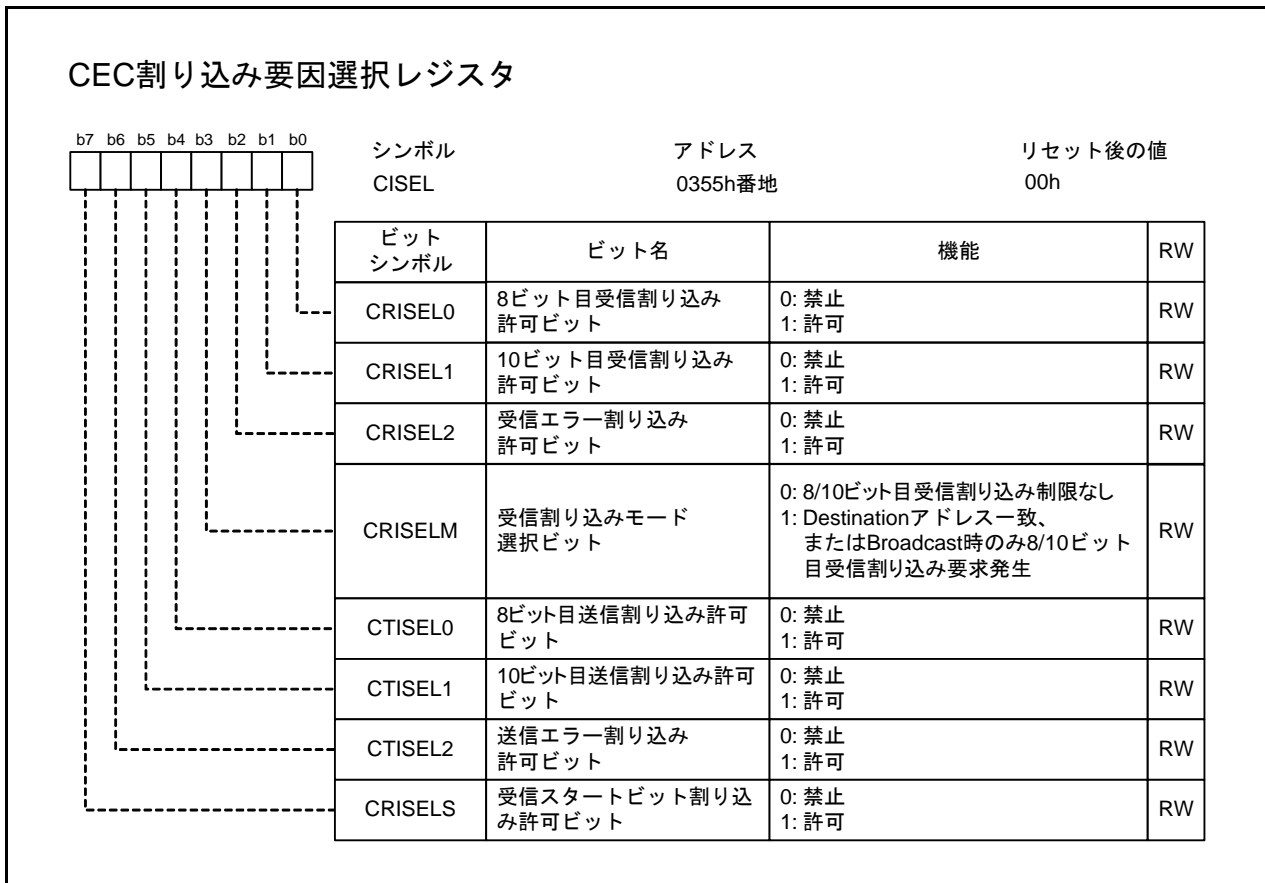 CEC割り込み要因選択レジスタ
b7 b6 b5 b4 b3 b2 b1 b0
シンボル アドレス リセット後の値
CISEL 0355h番地 00h
ビット
シンボル
ビット名
機能
RW
CRISEL0
8ビット目受信割り込み
許可ビット
0: 禁止
1: 許可
RW
CRISEL1
10ビット目受信割り込み
許可ビット
0: 禁止
1: 許可
RW
CRISEL2
受信エラー割り込み
許可ビット
0: 禁止
1: 許可
RW
CRISELM
受信割り込みモード
選択ビット
0: 8/10ビット目受信割り込み制限なし
1: Destinationアドレス一致、
またはBroadcast時のみ8/10ビット
目受信割り込み要求発生
RW
CTISEL0
8ビット目送信割り込み許可
ビット
0: 禁止
1: 許可
RW
CTISEL1
10ビット目送信割り込み許可
ビット
0: 禁止
1: 許可
RW
CTISEL2
送信エラー割り込み
許可ビット
0: 禁止
1: 許可
RW
CRISELS
受信スタートビット割り込
み許可ビット
0: 禁止
1: 許可
RW